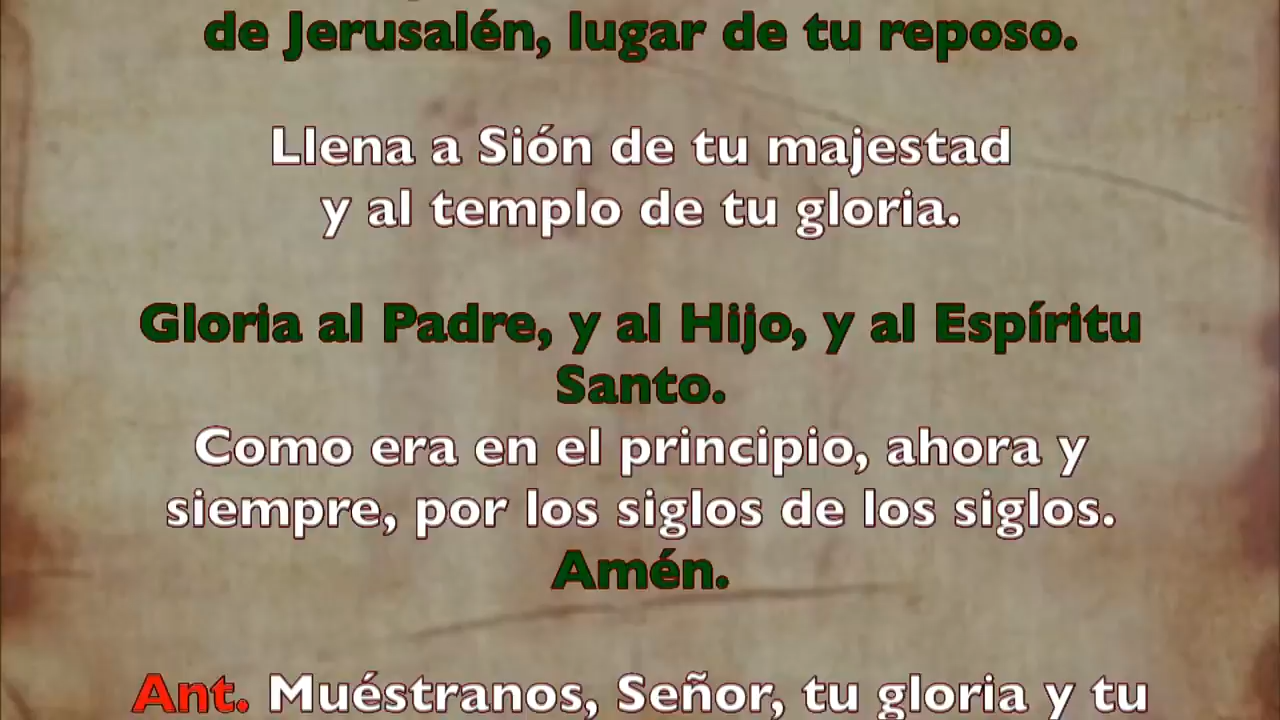 de Jerusalén, lugar de tu reposo.
Llena a Sión de tu majestad
y al templo de tu gloria.
Gloria al Padre, y al Hijo, y al Espíritu
Santo.
Como era en el principio, ahora y
siempre, por los siglos de los siglos.
Amén.
Ant. Muéstranos, Señor, tu gloria y tu